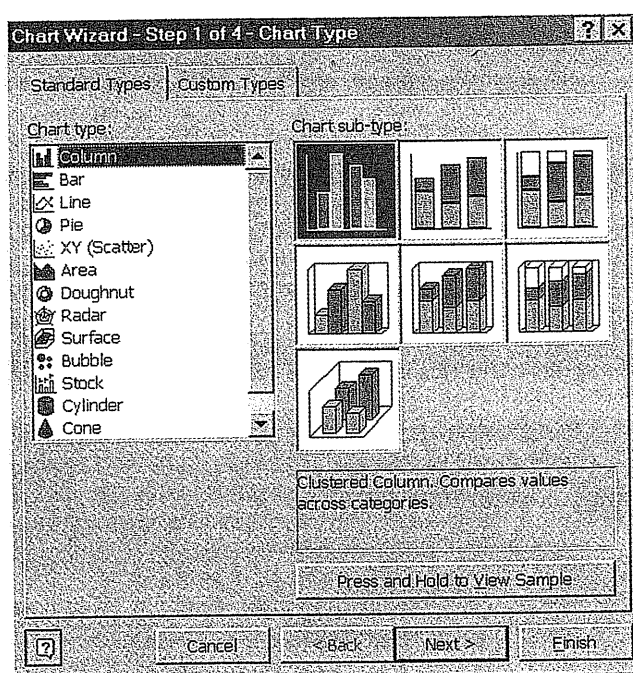 Chart Wizard - Step 1 of 4 - Chart Type
? X
Standard Types
Custom Types
Chart type:
Column
Bar
Line
Pie
XY (Scatter)
Area
Doughnut
Radar
Surface
Bubble
Stock
Cylinder
Cone
Chart sub-type:
Clustered Column. Compares values
across categories.
Press and Hold to View Sample
?
Cancel
< Back
Next >
Finish